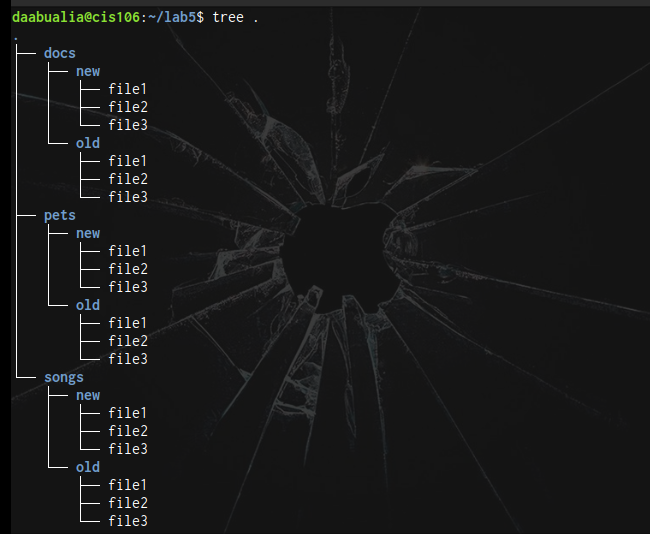 daabualia@cis106:~/lab5$ tree .
.
├── docs
│   ├── new
│   │   ├── file1
│   │   ├── file2
│   │   └── file3
│   └── old
│       ├── file1
│       ├── file2
│       └── file3
├── pets
│   ├── new
│   │   ├── file1
│   │   ├── file2
│   │   └── file3
│   └── old
│       ├── file1
│       ├── file2
│       └── file3
└── songs
    ├── new
    │   ├── file1
    │   ├── file2
    │   └── file3
    └── old
        ├── file1
        ├── file2
        └── file3